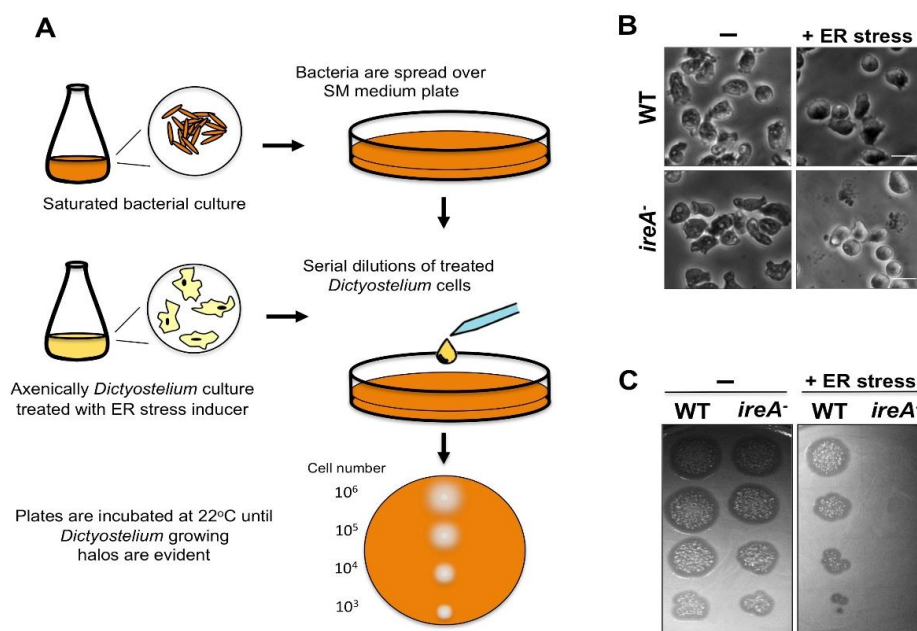 A
Bacteria are spread over
SM medium plate
Saturated bacterial culture
Serial dilutions of treated
Dictyostelium cells
Axenically Dictyostelium culture
treated with ER stress inducer
Cell number
10⁶
10⁵
10⁴
10³
Plates are incubated at 22ºC until
Dictyostelium growing
halos are evident
B
– + ER stress
WT
ireA-
C
– + ER stress
WT ireA- WT ireA-